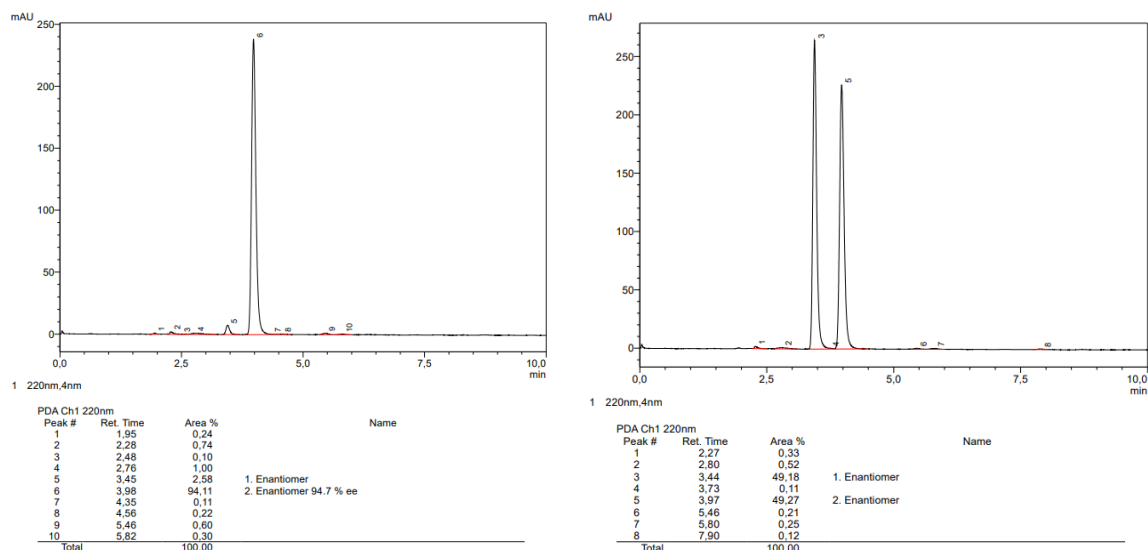 mAU
250
200
150
100
50
0
1
2
3
4
5
6
7
8
9
10
0,0
2,5
5,0
7,5
10,0
min
1 220nm,4nm
PDA Ch1 220nm
Peak # Ret. Time Area % Name
1 1,95 0,24
2 2,28 0,74
3 2,48 0,10
4 2,76 1,00
5 3,45 2,58 1. Enantiomer
6 3,98 94,11 2. Enantiomer 94.7 % ee
7 4,35 0,11
8 4,56 0,22
9 5,46 0,60
10 5,82 0,30
Total 100,00
mAU
250
200
150
100
50
0
1
2
3
4
5
6
7
8
0,0
2,5
5,0
7,5
10,0
min
1 220nm,4nm
PDA Ch1 220nm
Peak # Ret. Time Area % Name
1 2,27 0,33
2 2,80 0,52
3 3,44 49,18 1. Enantiomer
4 3,73 0,11
5 3,97 49,27 2. Enantiomer
6 5,46 0,21
7 5,80 0,25
8 7,90 0,12
Total 100,00